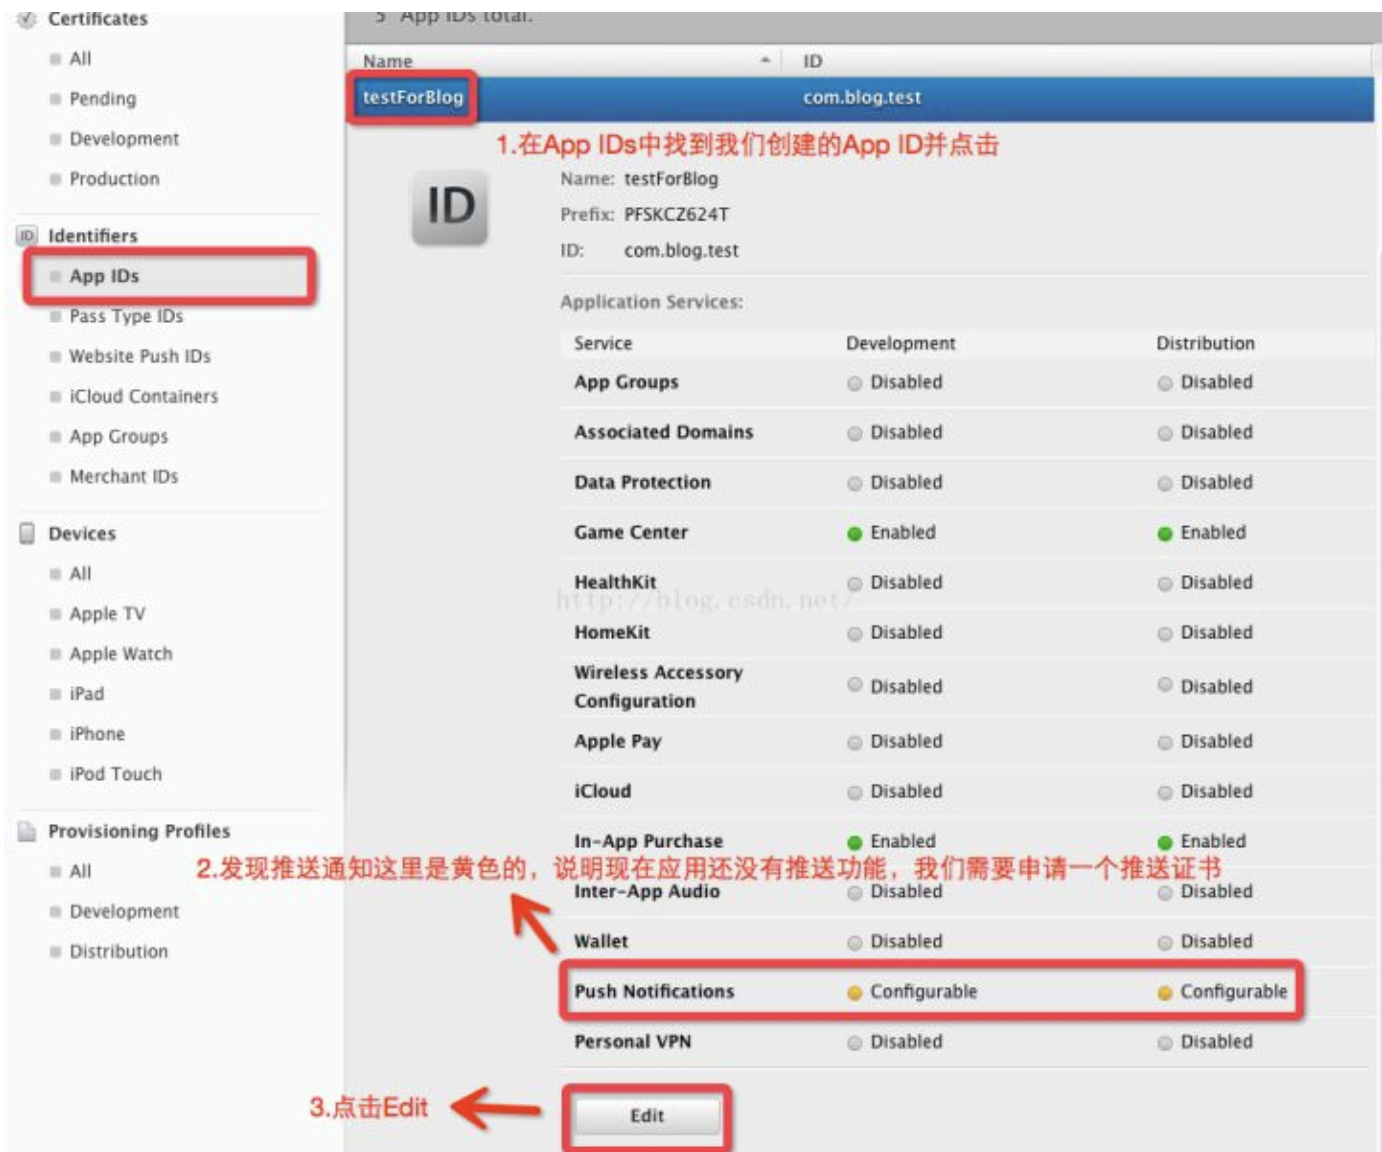 Certificates
5 App IDs total.
All
Name
ID
Pending
testForBlog
com.blog.test
Development
1.在App IDs中找到我们创建的App ID并点击
Production
ID
Name: testForBlog
Prefix: PFSKCZ624T
ID Identifiers
ID: com.blog.test
App IDs
Application Services:
Pass Type IDs
Service Development Distribution
Website Push IDs
App Groups Disabled Disabled
iCloud Containers
Associated Domains Disabled Disabled
App Groups
Merchant IDs
Data Protection Disabled Disabled
Devices
Game Center Enabled Enabled
All
HealthKit Disabled Disabled
http://blog.csdn.net/
Apple TV
HomeKit Disabled Disabled
Apple Watch
Wireless Accessory
Configuration Disabled Disabled
iPad
iPhone
Apple Pay Disabled Disabled
iPod Touch
iCloud Disabled Disabled
Provisioning Profiles
In-App Purchase Enabled Enabled
All
2.发现推送通知这里是黄色的，说明现在应用还没有推送功能，我们需要申请一个推送证书
Inter-App Audio Disabled Disabled
Development
Wallet Disabled Disabled
Distribution
Push Notifications Configurable Configurable
Personal VPN Disabled Disabled
3.点击Edit
Edit